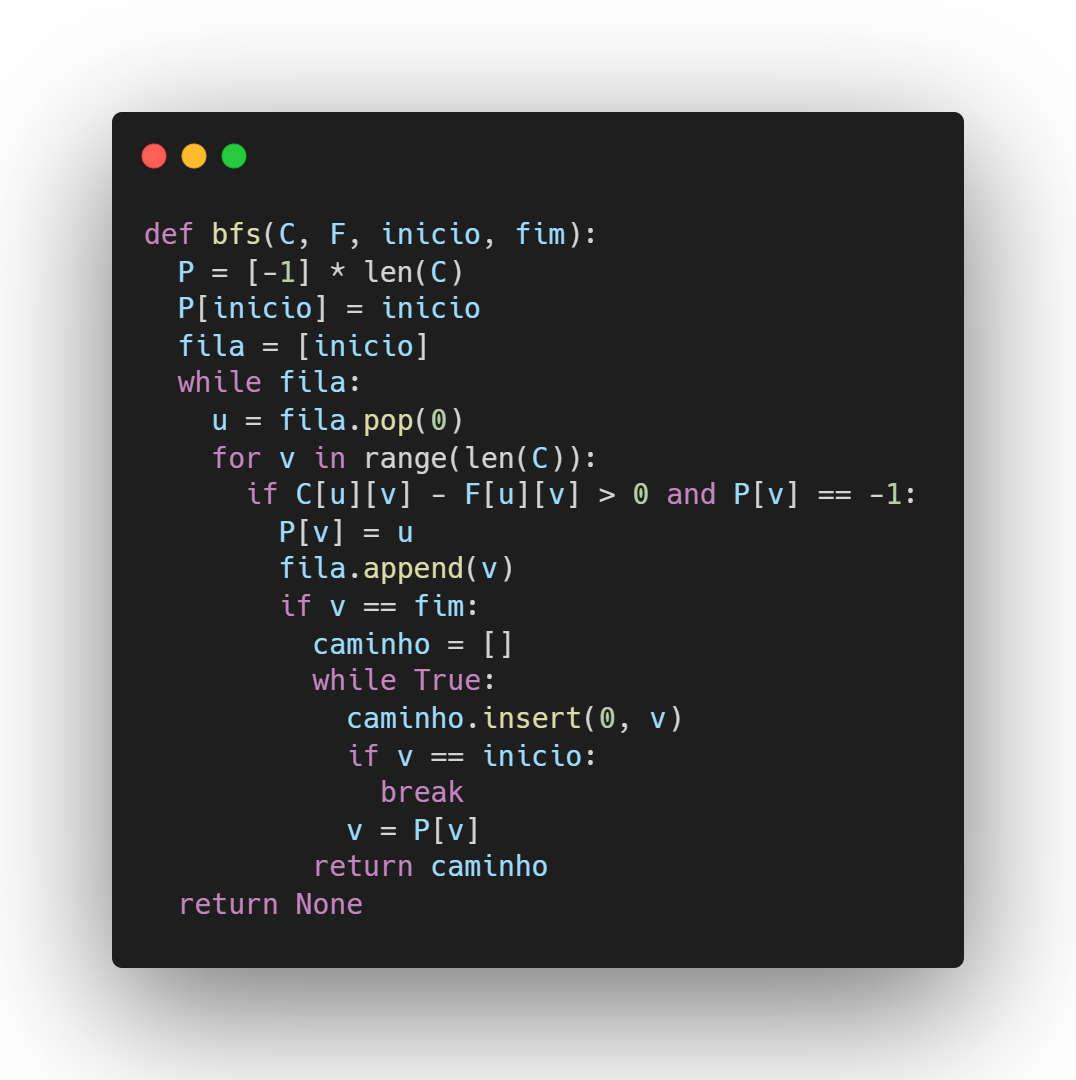 def bfs(C, F, inicio, fim):
  P = [-1] * len(C)
  P[inicio] = inicio
  fila = [inicio]
  while fila:
    u = fila.pop(0)
    for v in range(len(C)):
      if C[u][v] - F[u][v] > 0 and P[v] == -1:
        P[v] = u
        fila.append(v)
        if v == fim:
          caminho = []
          while True:
            caminho.insert(0, v)
            if v == inicio:
              break
            v = P[v]
          return caminho
  return None